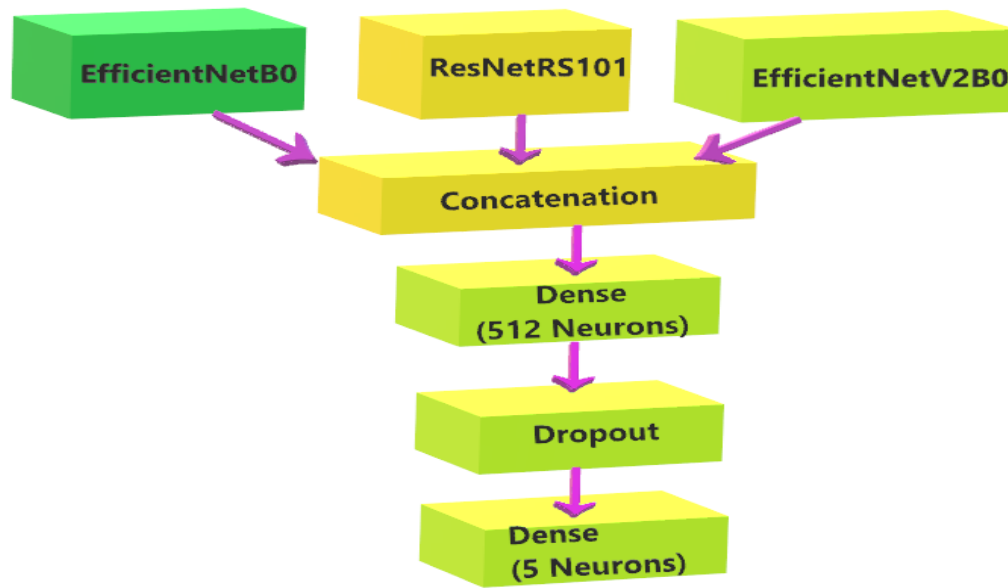 EfficientNetB0
ResNetRS101
EfficientNetV2B0
Concatenation
Dense
(512 Neurons)
Dropout
Dense
(5 Neurons)